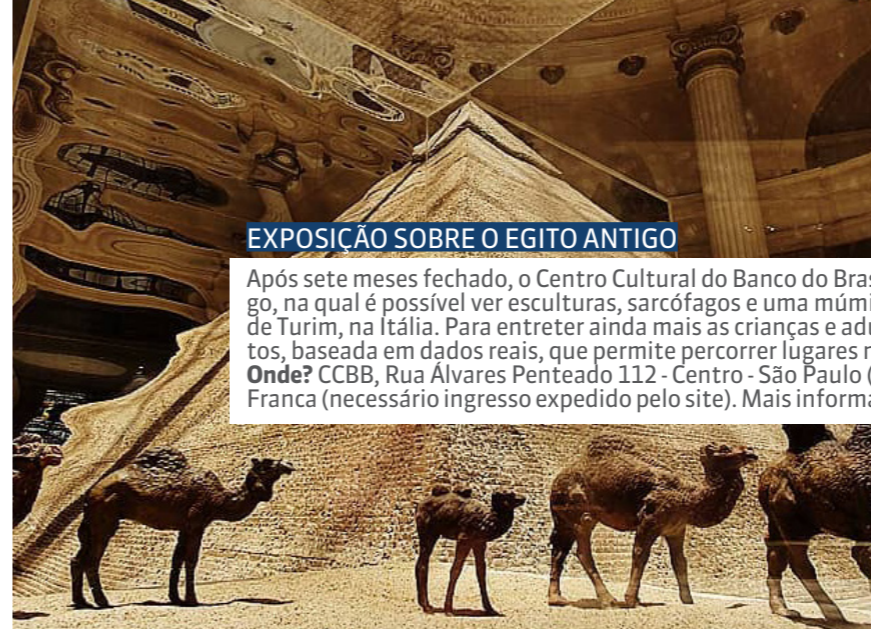 EXPOSIÇÃO SOBRE O EGITO ANTIGO
Após sete meses fechado, o Centro Cultural do Banco do Bras
go, na qual é possível ver esculturas, sarcófagos e uma múmi
de Turim, na Itália. Para entreter ainda mais as crianças e adu
tos, baseada em dados reais, que permite percorrer lugares
Onde? CCBB, Rua Álvares Penteado 112 - Centro - São Paulo (
Franca (necessário ingresso expedido pelo site). Mais informa